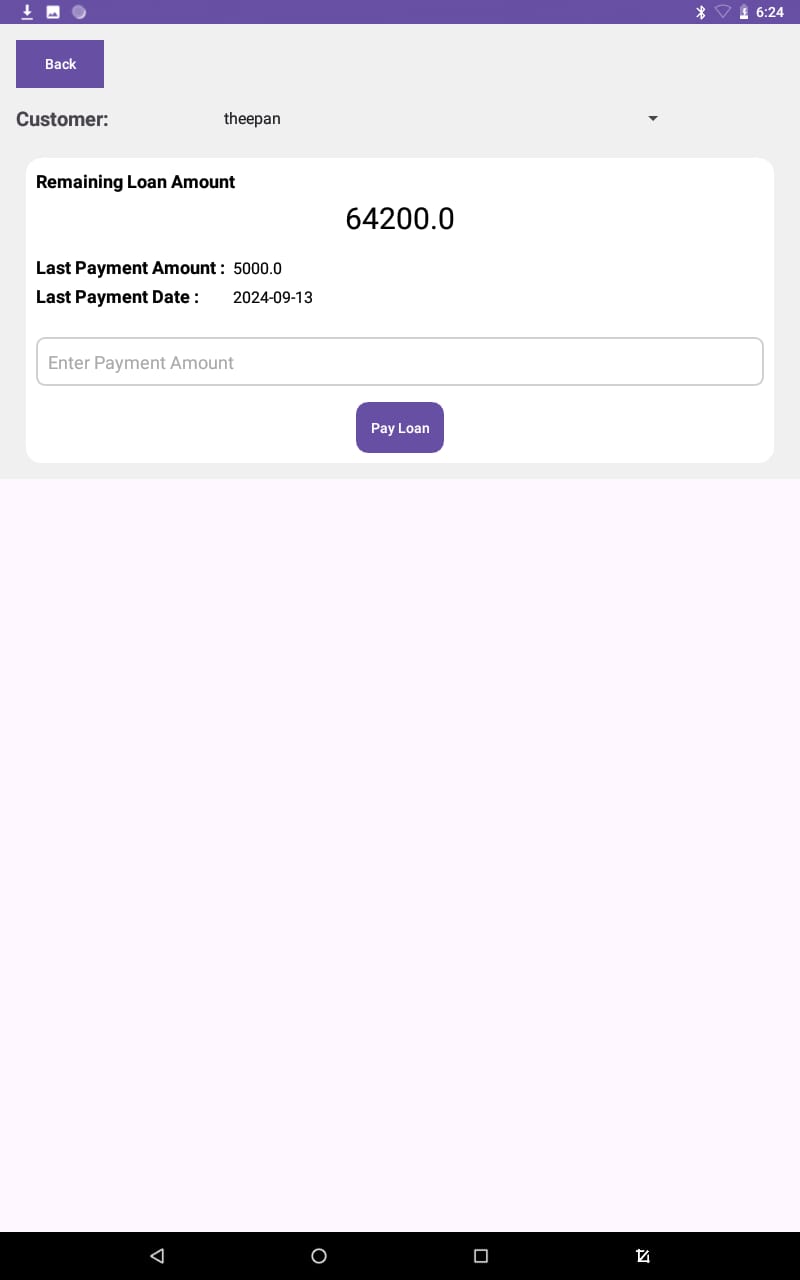 6:24
Back
Customer: theepan
Remaining Loan Amount
64200.0
Last Payment Amount : 5000.0
Last Payment Date : 2024-09-13
Enter Payment Amount
Pay Loan